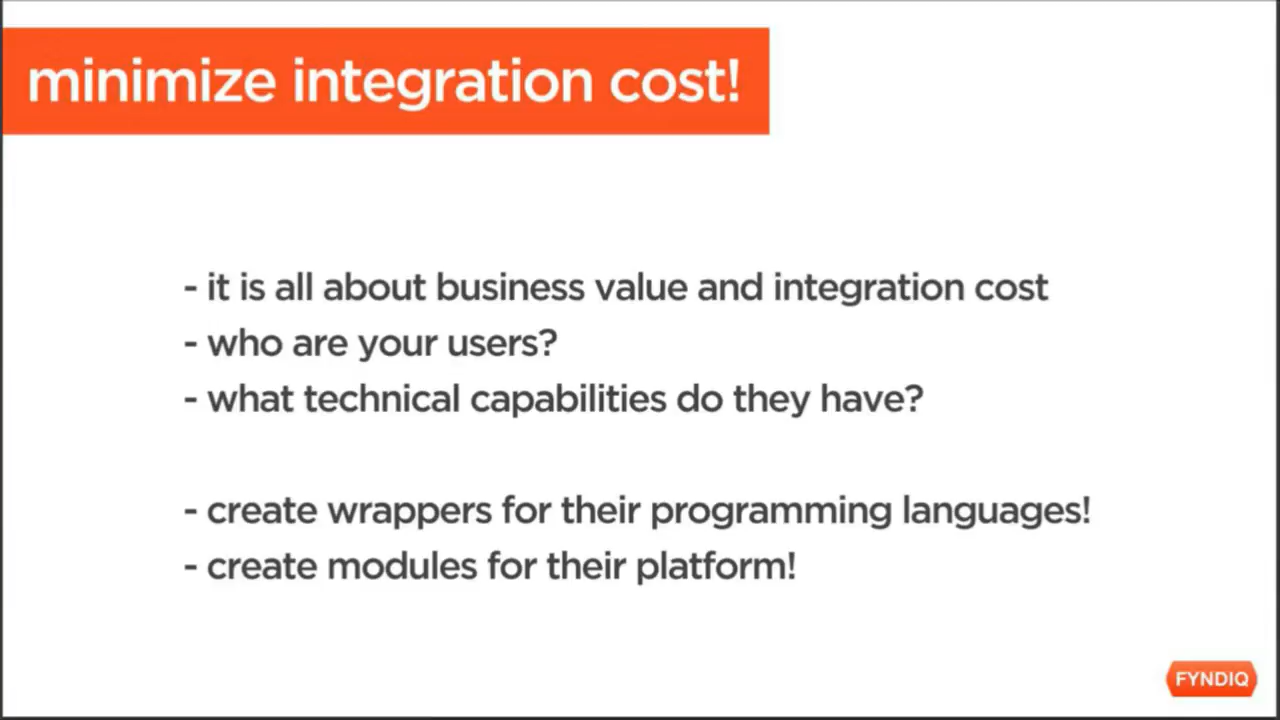 minimize integration cost!
- it is all about business value and integration cost
- who are your users?
- what technical capabilities do they have?
- create wrappers for their programming languages!
- create modules for their platform!
FYNDIQ